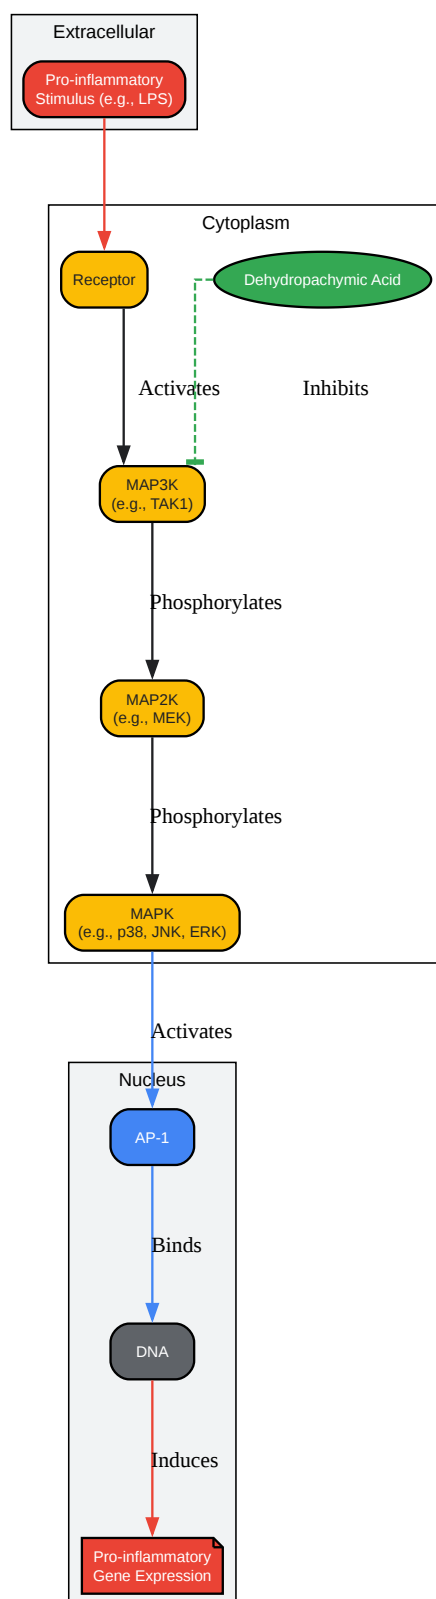 Extracellular
Pro-inflammatory
Stimulus (e.g., LPS)
Cytoplasm
Receptor
Dehydropachymic Acid
Activates
Inhibits
MAP3K
(e.g., TAK1)
Phosphorylates
MAP2K
(e.g., MEK)
Phosphorylates
MAPK
(e.g., p38, JNK, ERK)
Activates
Nucleus
AP-1
Binds
DNA
Induces
Pro-inflammatory
Gene Expression